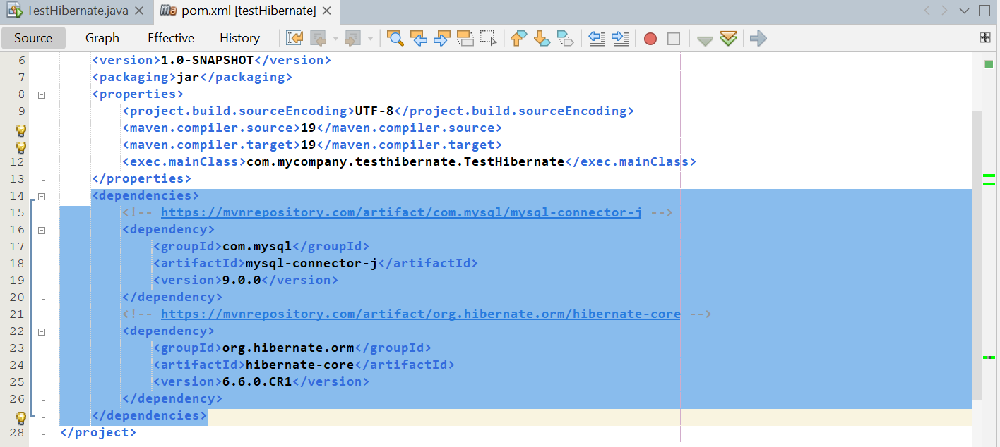 TestHibernate.java
pom.xml [testHibernate]
Source Graph Effective History
6 <version>1.0-SNAPSHOT</version>
7 <packaging>jar</packaging>
8 <properties>
9 <project.build.sourceEncoding>UTF-8</project.build.sourceEncoding>
<maven.compiler.source>19</maven.compiler.source>
<maven.compiler.target>19</maven.compiler.target>
12 <exec.mainClass>com.mycompany.testhibernate.TestHibernate</exec.mainClass>
13 </properties>
14 <dependencies>
15 <!-- https://mvnrepository.com/artifact/com.mysql/mysql-connector-j -->
16 <dependency>
17 <groupId>com.mysql</groupId>
18 <artifactId>mysql-connector-j</artifactId>
19 <version>9.0.0</version>
20 </dependency>
21 <!-- https://mvnrepository.com/artifact/org.hibernate.orm/hibernate-core -->
22 <dependency>
23 <groupId>org.hibernate.orm</groupId>
24 <artifactId>hibernate-core</artifactId>
25 <version>6.6.0.CR1</version>
26 </dependency>
</dependencies>
28 </project>